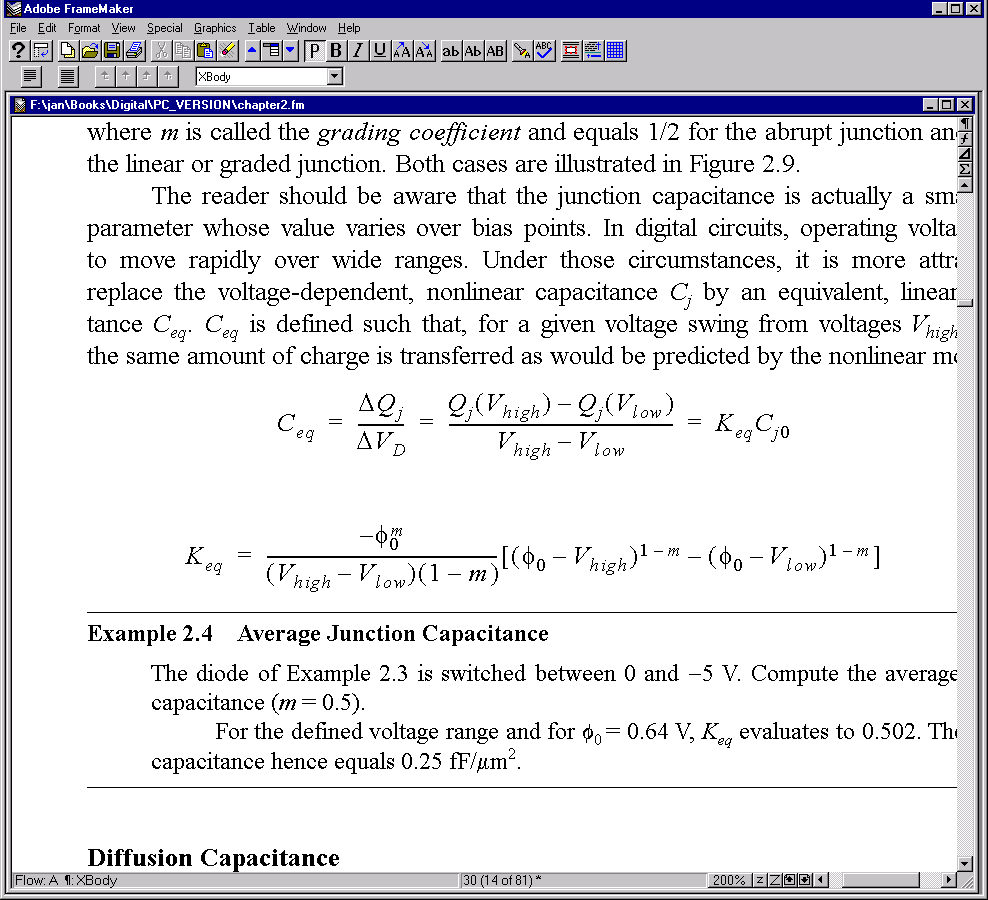 Adobe FrameMaker
File Edit Format View Special Graphics Table Window Help
? P B I U ab Ab AB ABC
XBody
F:\jan\Books\Digital\PC_VERSION\chapter2.fm
where m is called the grading coefficient and equals 1/2 for the abrupt junction an
the linear or graded junction. Both cases are illustrated in Figure 2.9.
The reader should be aware that the junction capacitance is actually a sm
parameter whose value varies over bias points. In digital circuits, operating volta
to move rapidly over wide ranges. Under those circumstances, it is more attra
replace the voltage-dependent, nonlinear capacitance C_j by an equivalent, linear
tance C_eq. C_eq is defined such that, for a given voltage swing from voltages V_high
the same amount of charge is transferred as would be predicted by the nonlinear mo
C_eq = ΔQ_j / ΔV_D = (Q_j(V_high) − Q_j(V_low)) / (V_high − V_low) = K_eq C_j0
K_eq = −ϕ_0^m / ((V_high − V_low)(1 − m)) [(ϕ_0 − V_high)^(1 − m) − (ϕ_0 − V_low)^(1 − m)]
Example 2.4 Average Junction Capacitance
The diode of Example 2.3 is switched between 0 and −5 V. Compute the average
capacitance (m = 0.5).
For the defined voltage range and for ϕ_0 = 0.64 V, K_eq evaluates to 0.502. The
capacitance hence equals 0.25 fF/µm².
Diffusion Capacitance
Flow: A ¶: XBody 30 (14 of 81) * 200% z Z